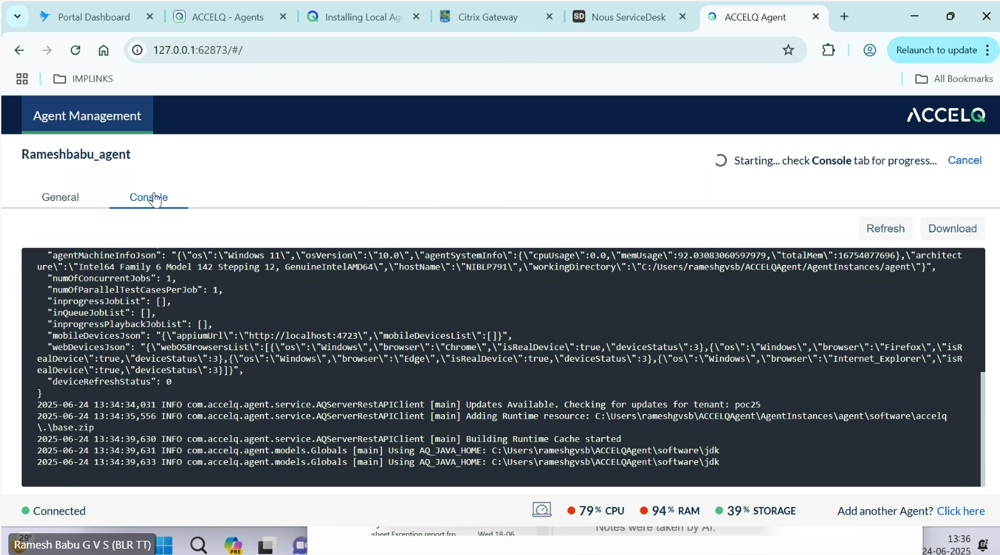 Portal Dashboard
ACCELQ - Agents
Installing Local Ag
Citrix Gateway
SD Nous ServiceDesk
ACCELQ Agent
127.0.0.1:62873/#/
Relaunch to update
IMPLINKS
All Bookmarks
Agent Management
ACCELQ
Rameshbabu_agent
Starting... check Console tab for progress... Cancel
General
Console
Refresh
Download
"agentMachineInfoJson": "{\"os\":\"Windows 11\",\"osVersion\":\"10.0\",\"agentSystemInfo\":{\"cpuUsage\":0.0,\"memUsage\":92.03083060597979,\"totalMem\":16754077696},\"architect
ure\":\"Intel64 Family 6 Model 142 Stepping 12, GenuineIntelAMD64\",\"hostName\":\"NIBLP791\",\"workingDirectory\":\"C:/Users/rameshgvsb/ACCELQAgent/AgentInstances/agent\"}",
"numOfConcurrentJobs": 1,
"numOfParallelTestCasesPerJob": 1,
"inprogressJobList": [],
"inQueueJobList": [],
"inprogressPlaybackJobList": [],
"mobileDevicesJson": "{\"appiumUrl\":\"http://localhost:4723\",\"mobileDevicesList\":[]}",
"webDevicesJson": "{\"webOSBrowsersList\":[{\"os\":\"Windows\",\"browser\":\"Chrome\",\"isRealDevice\":true,\"deviceStatus\":3},{\"os\":\"Windows\",\"browser\":\"Firefox\",\"isR
ealDevice\":true,\"deviceStatus\":3},{\"os\":\"Windows\",\"browser\":\"Edge\",\"isRealDevice\":true,\"deviceStatus\":3},{\"os\":\"Windows\",\"browser\":\"Internet_Explorer\",\"isR
ealDevice\":true,\"deviceStatus\":3}]}",
"deviceRefreshStatus": 0
}
2025-06-24 13:34:34,031 INFO com.accelq.agent.service.AQServerRestAPIClient [main] Updates Available. Checking for updates for tenant: poc25
2025-06-24 13:34:35,556 INFO com.accelq.agent.service.AQServerRestAPIClient [main] Adding Runtime resource: C:\Users\rameshgvsb\ACCELQAgent\AgentInstances\agent\software\accelq
\.\base.zip
2025-06-24 13:34:39,630 INFO com.accelq.agent.service.AQServerRestAPIClient [main] Building Runtime Cache started
2025-06-24 13:34:39,631 INFO com.accelq.agent.models.Globals [main] Using AQ_JAVA_HOME: C:\Users\rameshgvsb\ACCELQAgent\software\jdk
2025-06-24 13:34:39,633 INFO com.accelq.agent.models.Globals [main] Using AQ_JAVA_HOME: C:\Users\rameshgvsb\ACCELQAgent\software\jdk
Connected
79% CPU
94% RAM
39% STORAGE
Add another Agent? Click here
29°
Ramesh Babu G V S (BLR TT)
PRE
Exception report fro
Wed 18-06
Notes were taken by AI.
13:36
24-06-2025